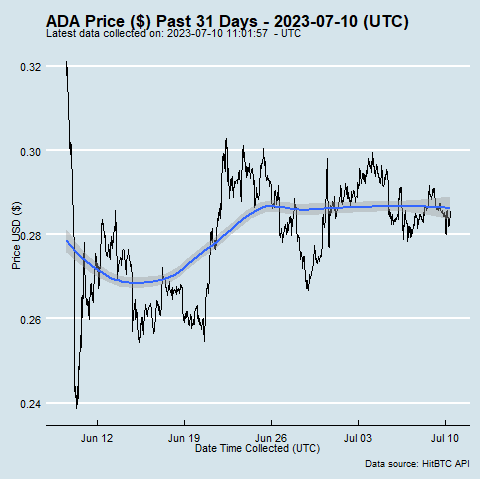 ADA Price ($) Past 31 Days - 2023-07-10 (UTC)
Latest data collected on: 2023-07-10 11:01:57 - UTC
0.32
0.30
0.28
0.26
0.24
Price USD ($)
Jun 12 Jun 19 Jun 26 Jul 03 Jul 10
Date Time Collected (UTC)
Data source: HitBTC API